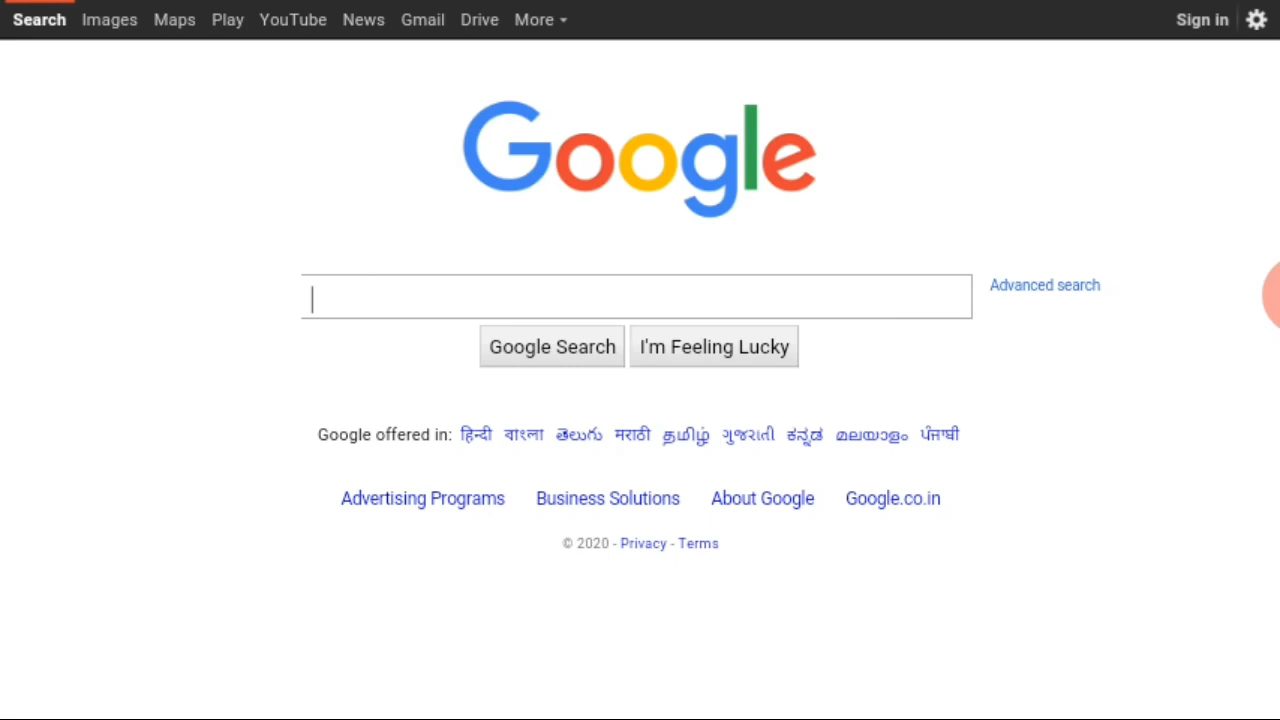 Search Images Maps Play YouTube News Gmail Drive More Sign in
Google
Advanced search
Google Search I'm Feeling Lucky
Google offered in: हिन्दी বাংলা తెలుగు मराठी தமிழ் ગુજરાતી ಕನ್ನಡ മലയാളം ਪੰਜਾਬੀ
Advertising Programs Business Solutions About Google Google.co.in
© 2020 - Privacy - Terms